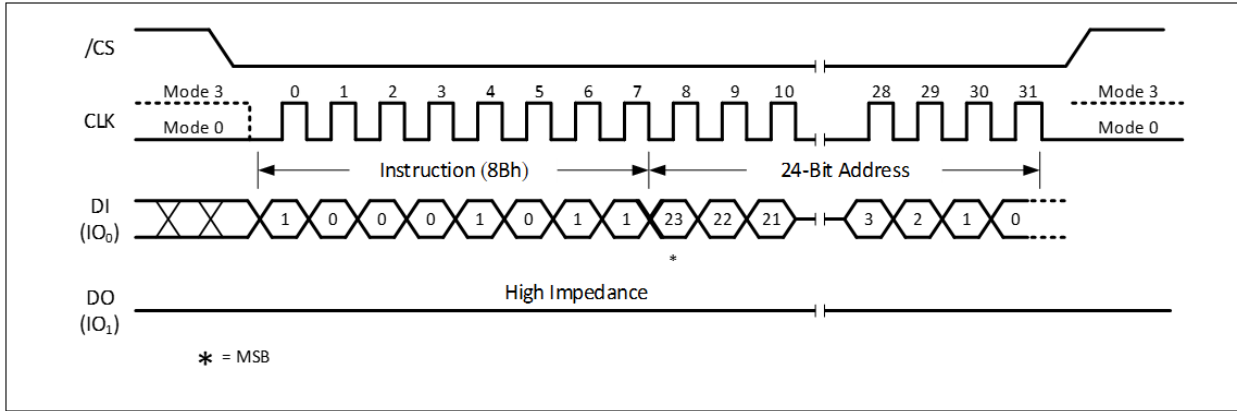 /CS
Mode 3 0 1 2 3 4 5 6 7 8 9 10 28 29 30 31 Mode 3
CLK
Mode 0 Mode 0
Instruction (8Bh) 24-Bit Address
DI
(IO₀)
1 0 0 0 1 0 1 1 23 22 21 3 2 1 0
*
High Impedance
DO
(IO₁)
* = MSB